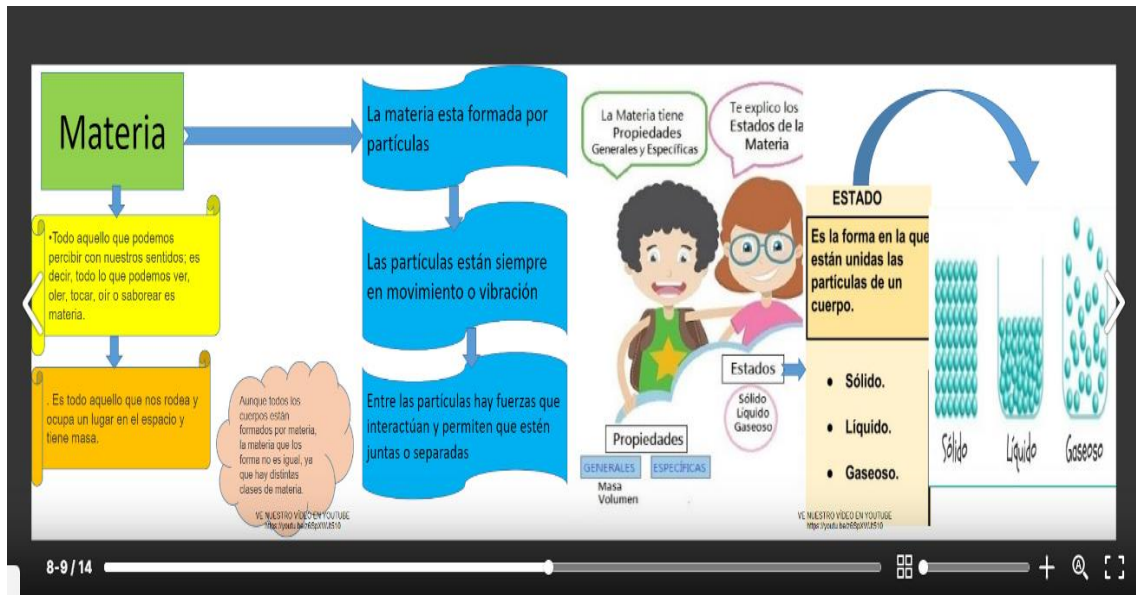 Materia
•Todo aquello que podemos
percibir con nuestros sentidos; es
decir, todo lo que podemos ver,
oler, tocar, oír o saborear es
materia.
. Es todo aquello que nos rodea y
ocupa un lugar en el espacio y
tiene masa.
Aunque todos los
cuerpos están
formados por materia,
la materia que los
forma no es igual, ya
que hay distintas
clases de materia.
VE NUESTRO VÍDEO EN YOUTUBE
La materia esta formada por
partículas
Las partículas están siempre
en movimiento o vibración
Entre las partículas hay fuerzas que
interactúan y permiten que estén
juntas o separadas
La Materia tiene
Propiedades
Generales y Específicas
Te explico los
Estados de la
Materia
Propiedades
GENERALES
ESPECÍFICAS
Masa
Volumen
Estados
Sólido
Líquido
Gaseoso
ESTADO
Es la forma en la que
están unidas las
particulas de un
cuerpo.
• Sólido.
• Líquido.
• Gaseoso.
VE NUESTRO VÍDEO EN YOUTUBE
Sólido
Líquido
Gaseoso
8-9 / 14